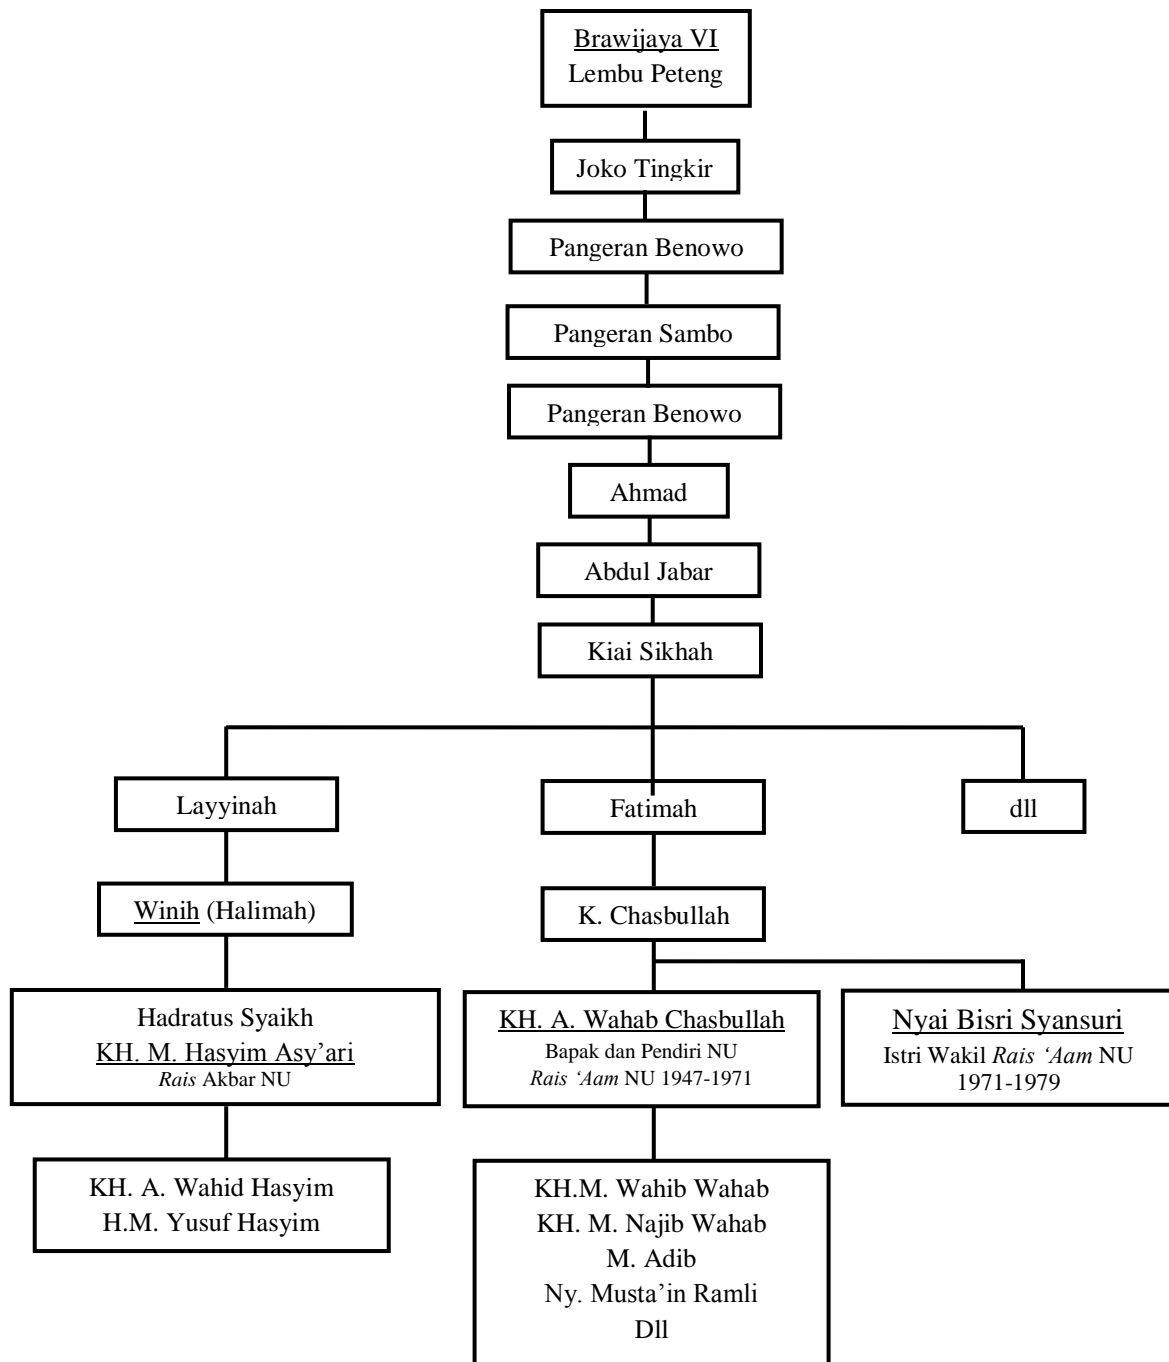 Brawijaya VI
Lembu Peteng
Joko Tingkir
Pangeran Benowo
Pangeran Sambo
Pangeran Benowo
Ahmad
Abdul Jabar
Kiai Sikhah
Layyinah
Fatimah
dll
Winih (Halimah)
K. Chasbullah
Hadratus Syaikh
KH. M. Hasyim Asy’ari
Rais Akbar NU
KH. A. Wahab Chasbullah
Bapak dan Pendiri NU
Rais ‘Aam NU 1947-1971
Nyai Bisri Syansuri
Istri Wakil Rais ‘Aam NU
1971-1979
KH. A. Wahid Hasyim
H.M. Yusuf Hasyim
KH.M. Wahib Wahab
KH. M. Najib Wahab
M. Adib
Ny. Musta’in Ramli
Dll